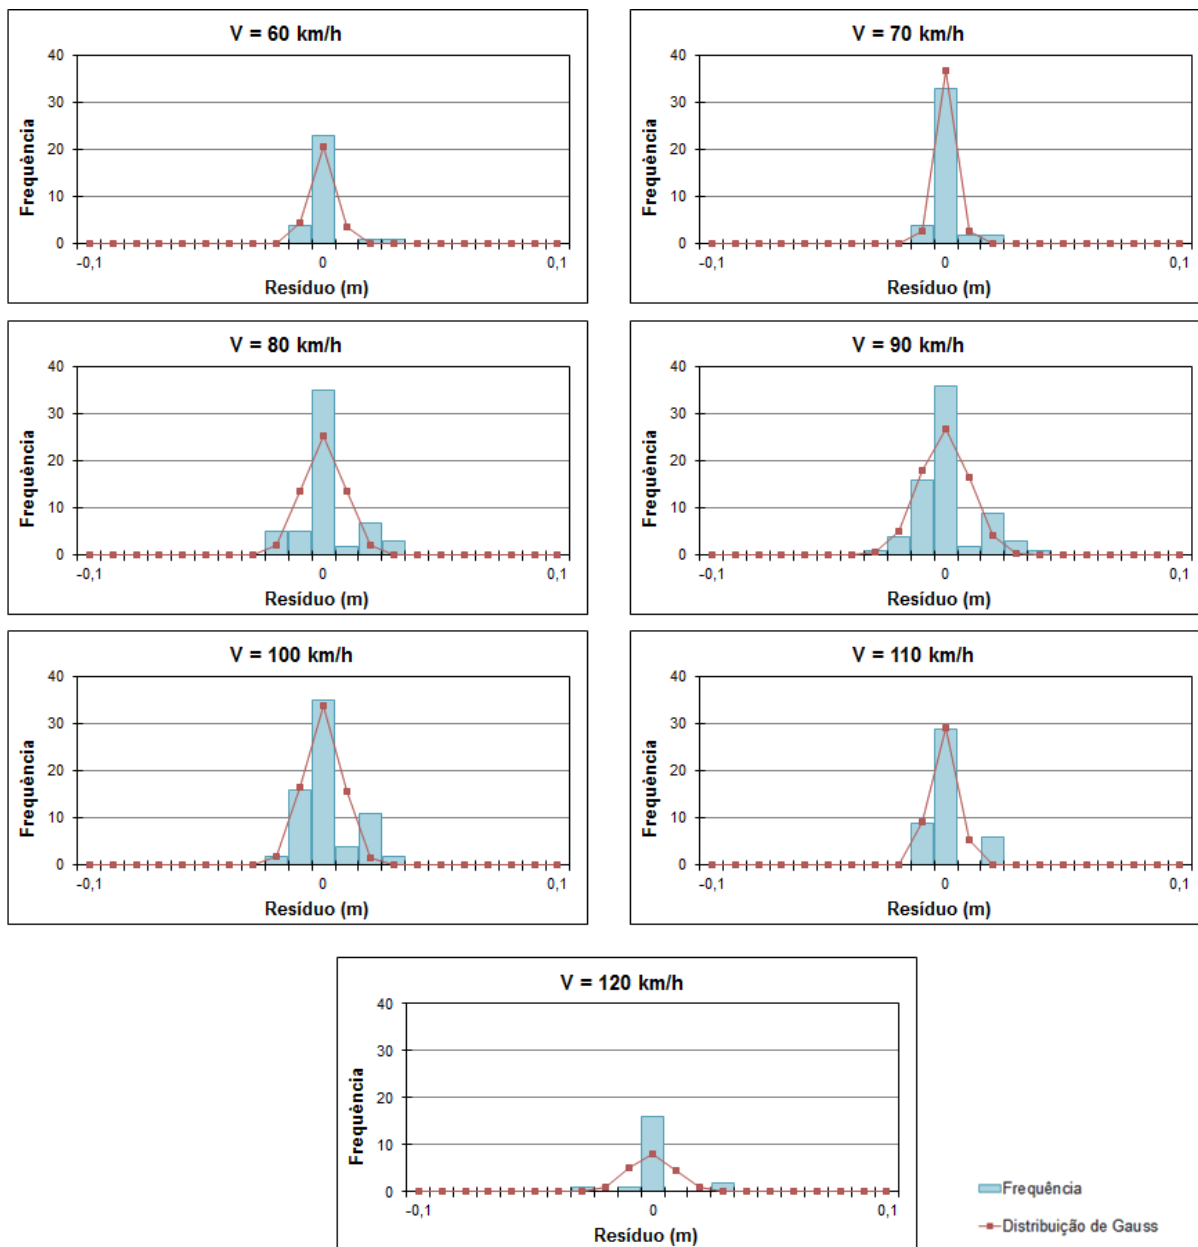 V = 60 km/h
40
30
20
10
0
Frequência
-0,1 0 0,1
Resíduo (m)
V = 70 km/h
40
30
20
10
0
Frequência
-0,1 0 0,1
Resíduo (m)
V = 80 km/h
40
30
20
10
0
Frequência
-0,1 0 0,1
Resíduo (m)
V = 90 km/h
40
30
20
10
0
Frequência
-0,1 0 0,1
Resíduo (m)
V = 100 km/h
40
30
20
10
0
Frequência
-0,1 0 0,1
Resíduo (m)
V = 110 km/h
40
30
20
10
0
Frequência
-0,1 0 0,1
Resíduo (m)
V = 120 km/h
40
30
20
10
0
Frequência
-0,1 0 0,1
Resíduo (m)
Frequência
Distribuição de Gauss